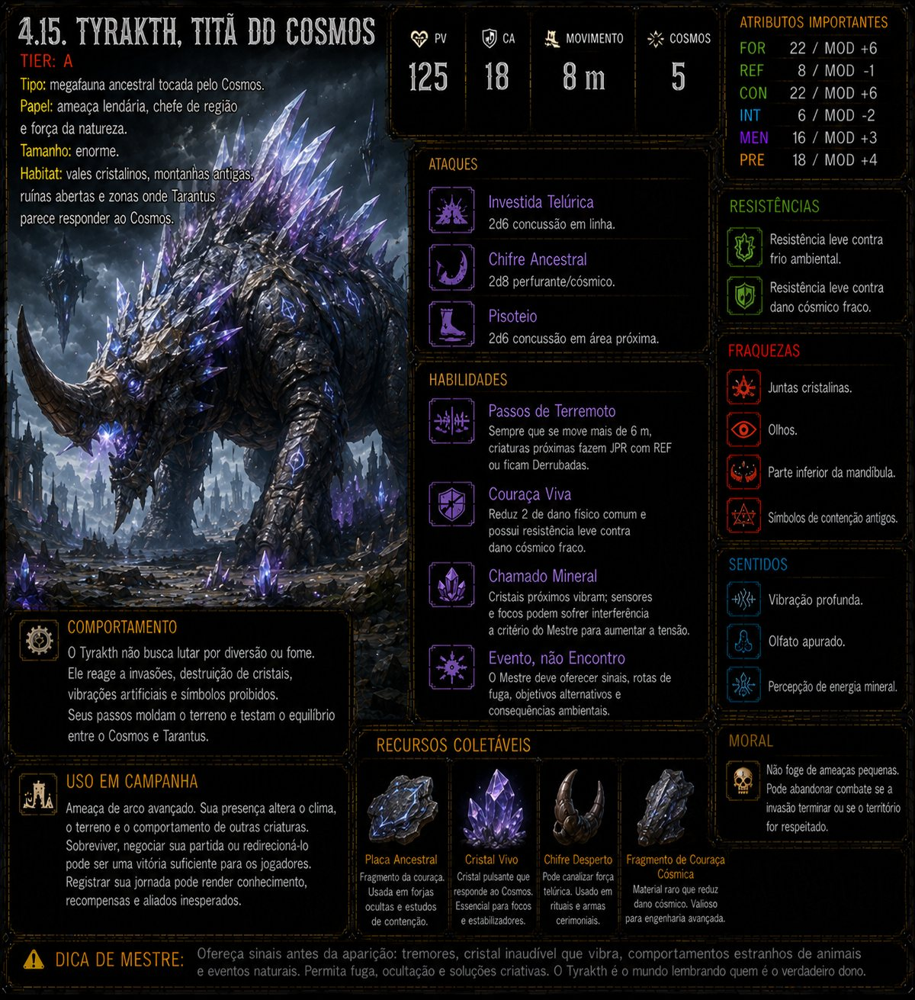 4.15. TYRAKTH, TITÃ DO COSMOS
TIER: A
Tipo: megafauna ancestral tocada pelo Cosmos.
Papel: ameaça lendária, chefe de região
e força da natureza.
Tamanho: enorme.
Habitat: vales cristalinos, montanhas antigas,
ruínas abertas e zonas onde Tarantus
parece responder ao Cosmos.
PV
125
CA
18
MOVIMENTO
8 m
COSMOS
5
ATRIBUTOS IMPORTANTES
FOR 22 / MOD +6
REF 8 / MOD -1
CON 22 / MOD +6
INT 6 / MOD -2
MEN 16 / MOD +3
PRE 18 / MOD +4
ATAQUES
Investida Telúrica
2d6 concussão em linha.
Chifre Ancestral
2d8 perfurante/cósmico.
Pisoteio
2d6 concussão em área próxima.
HABILIDADES
Passos de Terremoto
Sempre que se move mais de 6 m,
criaturas próximas fazem JPR com REF
ou ficam Derrubadas.
Couraça Viva
Reduz 2 de dano físico comum e
possui resistência leve contra
dano cósmico fraco.
Chamado Mineral
Cristais próximos vibram; sensores
e focos podem sofrer interferência
a critério do Mestre para aumentar a tensão.
Evento, não Encontro
O Mestre deve oferecer sinais, rotas de
fuga, objetivos alternativos e
consequências ambientais.
RESISTÊNCIAS
Resistência leve contra
frio ambiental.
Resistência leve contra
dano cósmico fraco.
FRAQUEZAS
Juntas cristalinas.
Olhos.
Parte inferior da mandíbula.
Símbolos de contenção antigos.
SENTIDOS
Vibração profunda.
Olfato apurado.
Percepção de energia mineral.
MORAL
Não foge de ameaças pequenas.
Pode abandonar combate se a
invasão terminar ou se o território
for respeitado.
COMPORTAMENTO
O Tyrakth não busca lutar por diversão ou fome.
Ele reage a invasões, destruição de cristais,
vibrações artificiais e símbolos proibidos.
Seus passos moldam o terreno e testam o equilíbrio
entre o Cosmos e Tarantus.
USO EM CAMPANHA
Ameaça de arco avançado. Sua presença altera o clima,
o terreno e o comportamento de outras criaturas.
Sobreviver, negociar sua partida ou redirecioná-lo
pode ser uma vitória suficiente para os jogadores.
Registrar sua jornada pode render conhecimento,
recompensas e aliados inesperados.
RECURSOS COLETÁVEIS
Placa Ancestral
Fragmento da couraça.
Usada em forjas
ocultas e estudos
de contenção.
Cristal Vivo
Cristal pulsante que
responde ao Cosmos.
Essencial para focos
e estabilizadores.
Chifre Desperto
Pode canalizar força
telúrica. Usado em
rituais e armas
cerimoniais.
Fragmento de Couraça
Cósmica
Material raro que reduz
dano cósmico. Valioso
para engenharia avançada.
DICA DE MESTRE:
Ofereça sinais antes da aparição: tremores, cristal inaudível que vibra, comportamentos estranhos de animais
e eventos naturais. Permita fuga, ocultação e soluções criativas. O Tyrakth é o mundo lembrando quem é o verdadeiro dono.